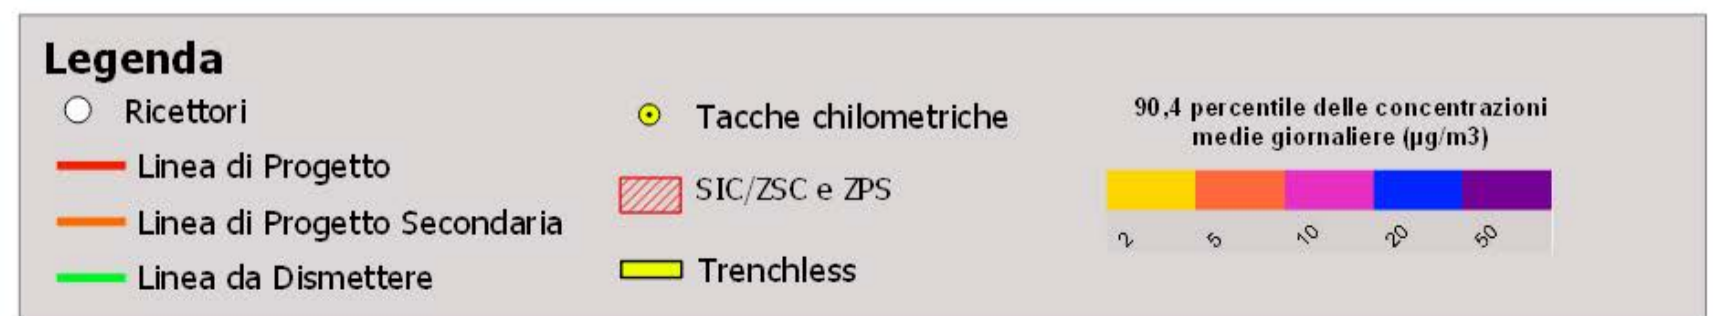 Legenda
Ricettori
Linea di Progetto
Linea di Progetto Secondaria
Linea da Dismettere
Tacche chilometriche
SIC/ZSC e ZPS
Trenchless
90,4 percentile delle concentrazioni
medie giornaliere (µg/m3)
2 5 10 20 50